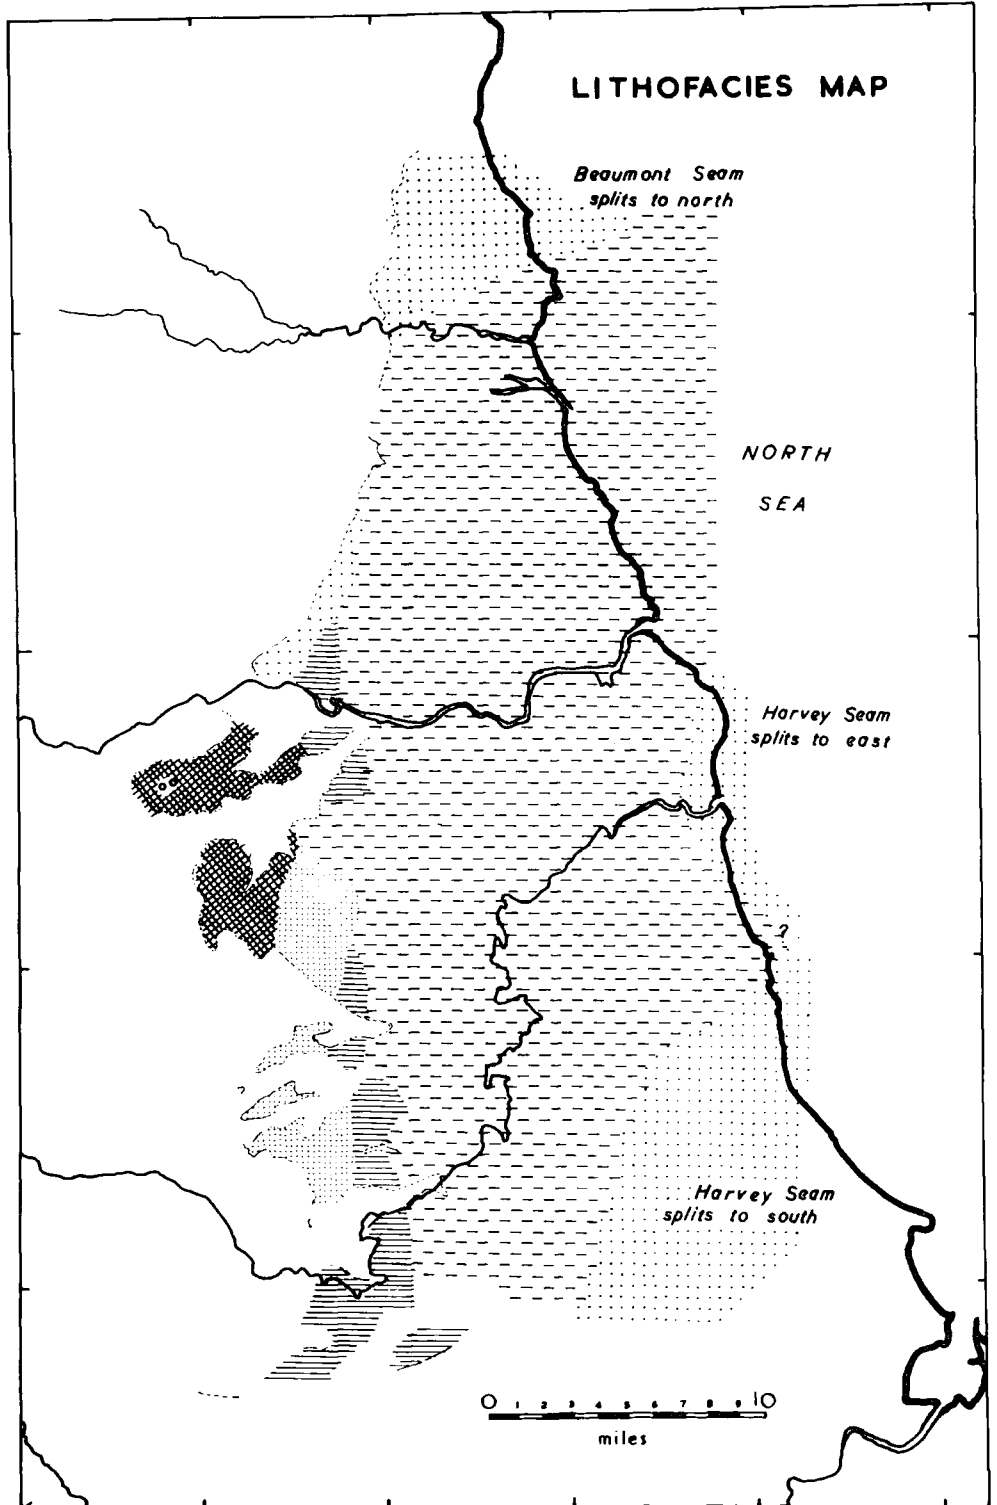 LITHOFACIES MAP
Beaumont Seam
splits to north
NORTH
SEA
Harvey Seam
splits to east
?
Harvey Seam
splits to south
0 1 2 3 4 5 6 7 8 9 10
miles